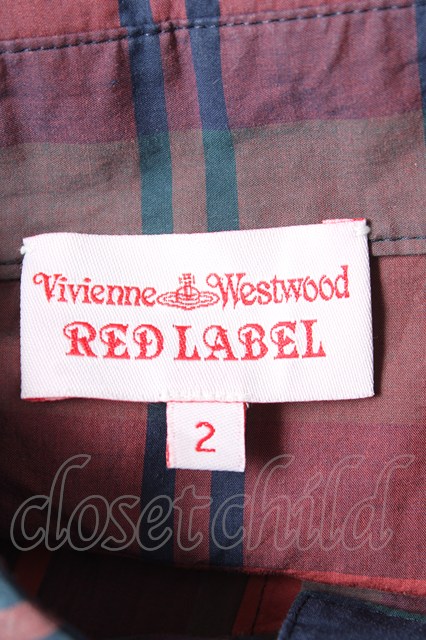 Vivienne Westwood
RED LABEL
2
closet child